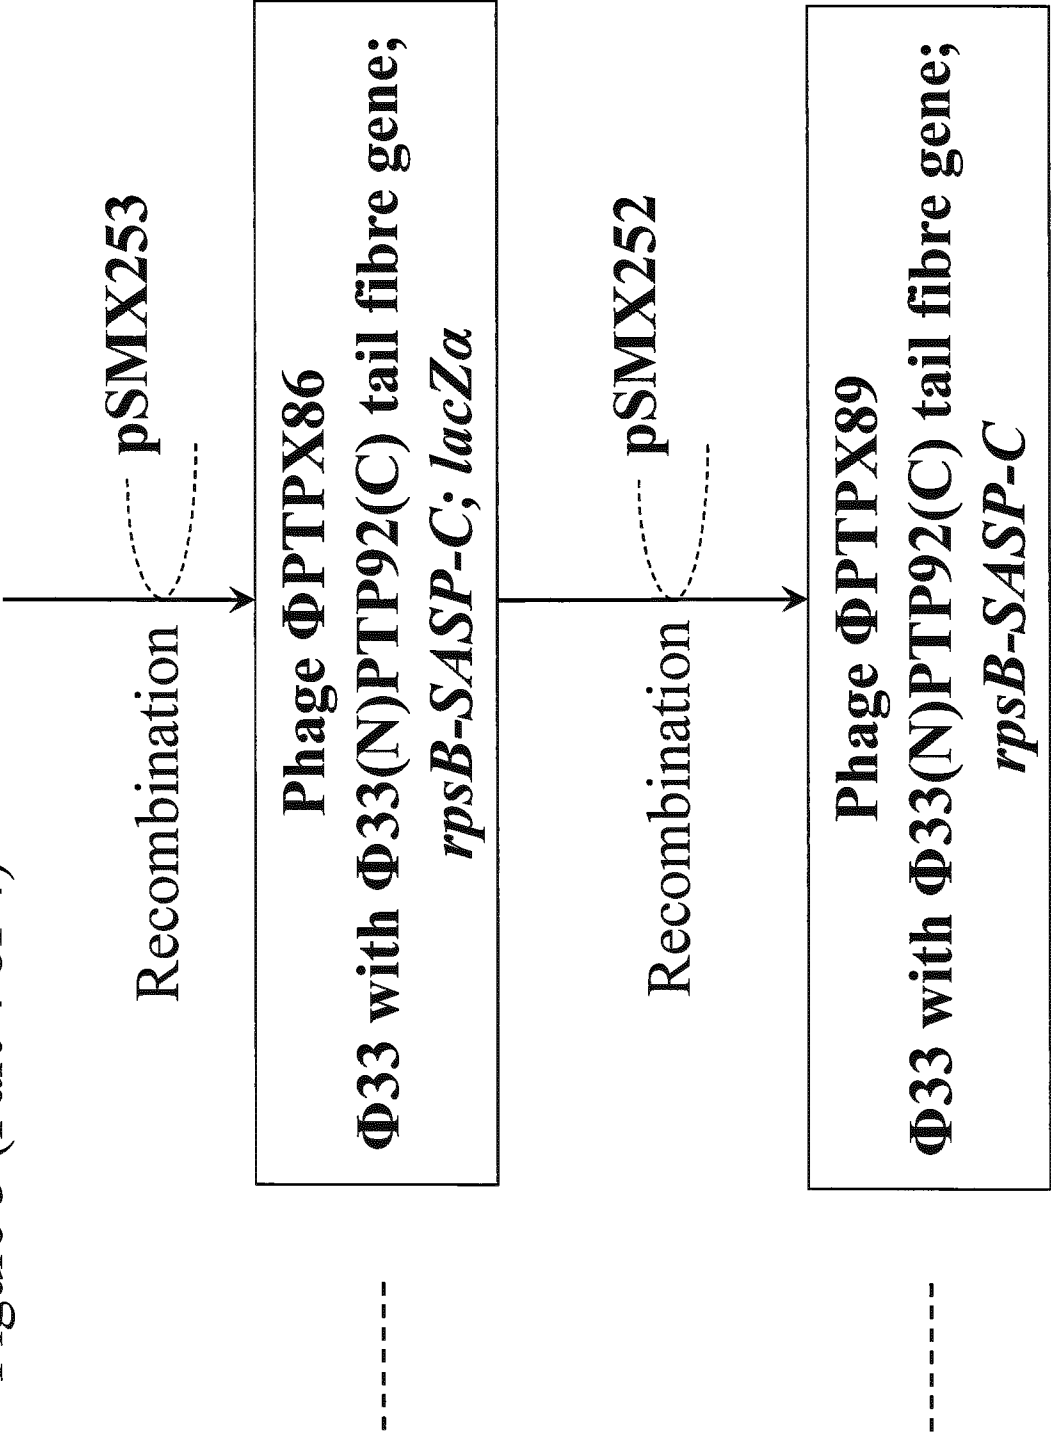 pSMX253
Recombination
Phage ΦPTPX86
Φ33 with Φ33(N)PTP92(C) tail fibre gene;
rpsB-SASP-C; lacZα
pSMX252
Recombination
Phage ΦPTPX89
Φ33 with Φ33(N)PTP92(C) tail fibre gene;
rpsB-SASP-C